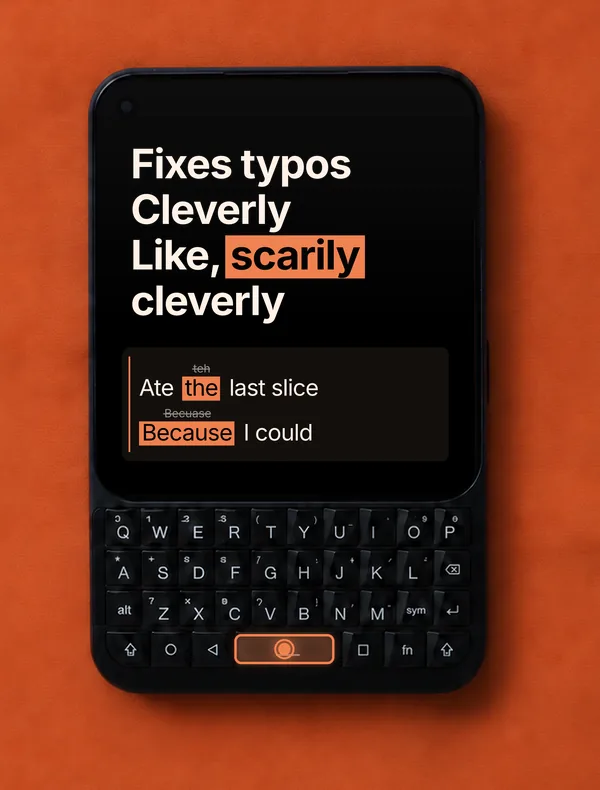 Fixes typos
Cleverly
Like, scarily
cleverly
teh
Ate the last slice
Becuase
Because I could
Q W E R T Y U I O P
A S D F G H J K L
alt Z X C V B N M sym
fn